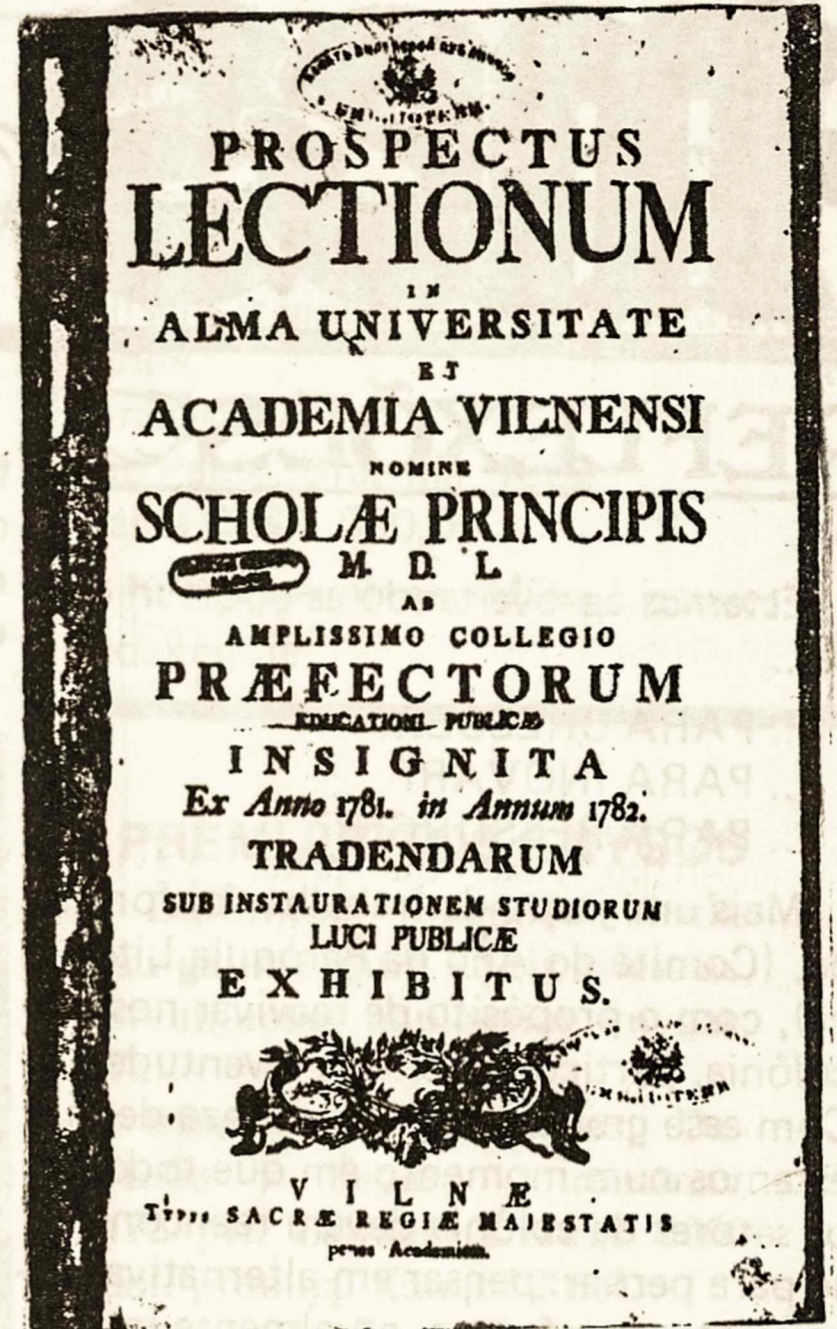 PROSPECTUS
LECTIONUM
IN
ALMA UNIVERSITATE
ET
ACADEMIA VILNENSI
NOMINE
SCHOLÆ PRINCIPIS
M. D. L
AB
AMPLISSIMO COLLEGIO
PRÆFECTORUM
EDUCATIONI PUBLICÆ
INSIGNITA
Ex Anno 1781. in Annum 1782.
TRADENDARUM
SUB INSTAURATIONEM STUDIORUM
LUCI PUBLICÆ
EXHIBITUS.
VILNÆ
TYPIS SACRÆ REGIÆ MAJESTATIS
penes Academiam.